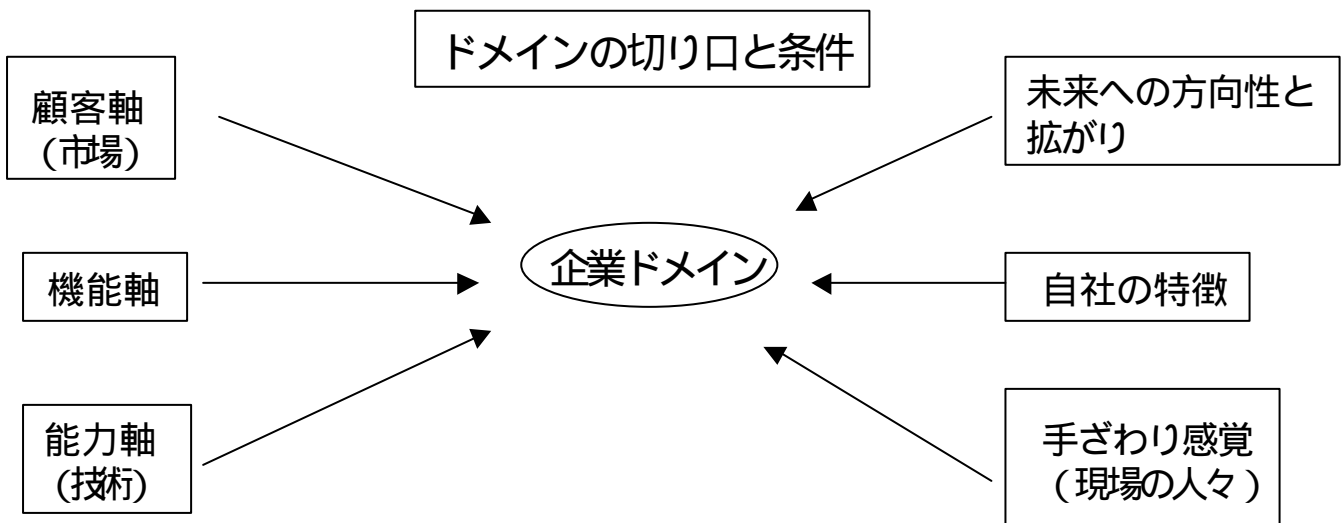 ドメインの切り口と条件
顧客軸
(市場)
機能軸
能力軸
(技術)
企業ドメイン
未来への方向性と
拡がり
自社の特徴
手ざわり感覚
(現場の人々)